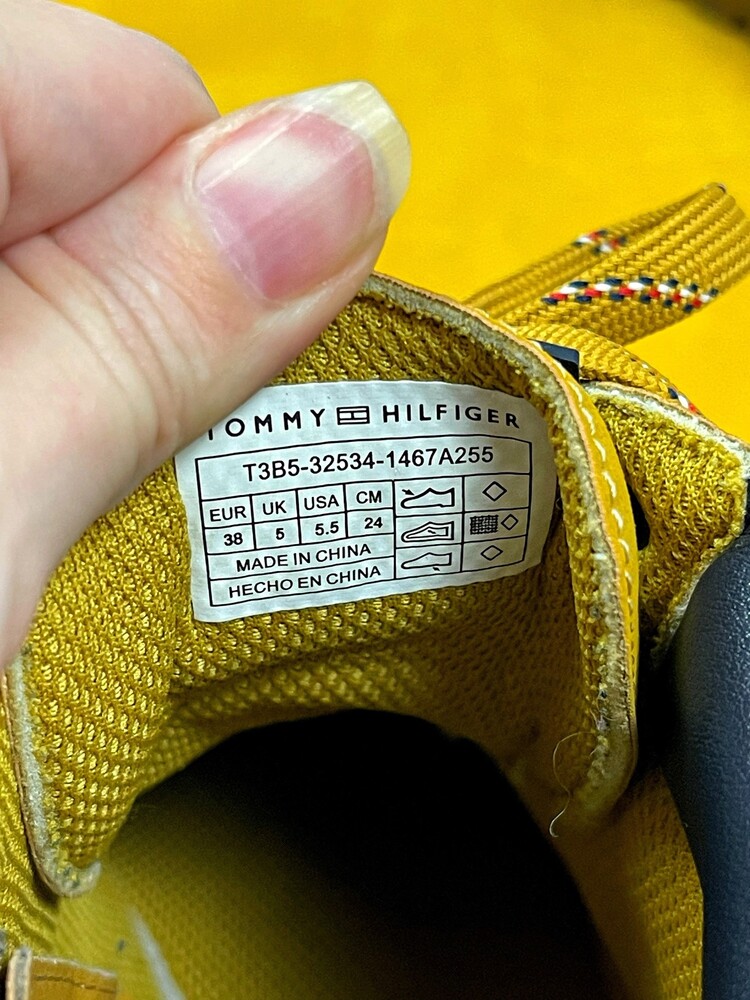 TOMMY HILFIGER
T3B5-32534-1467A255
EUR UK USA CM
38 5 5.5 24
MADE IN CHINA
HECHO EN CHINA